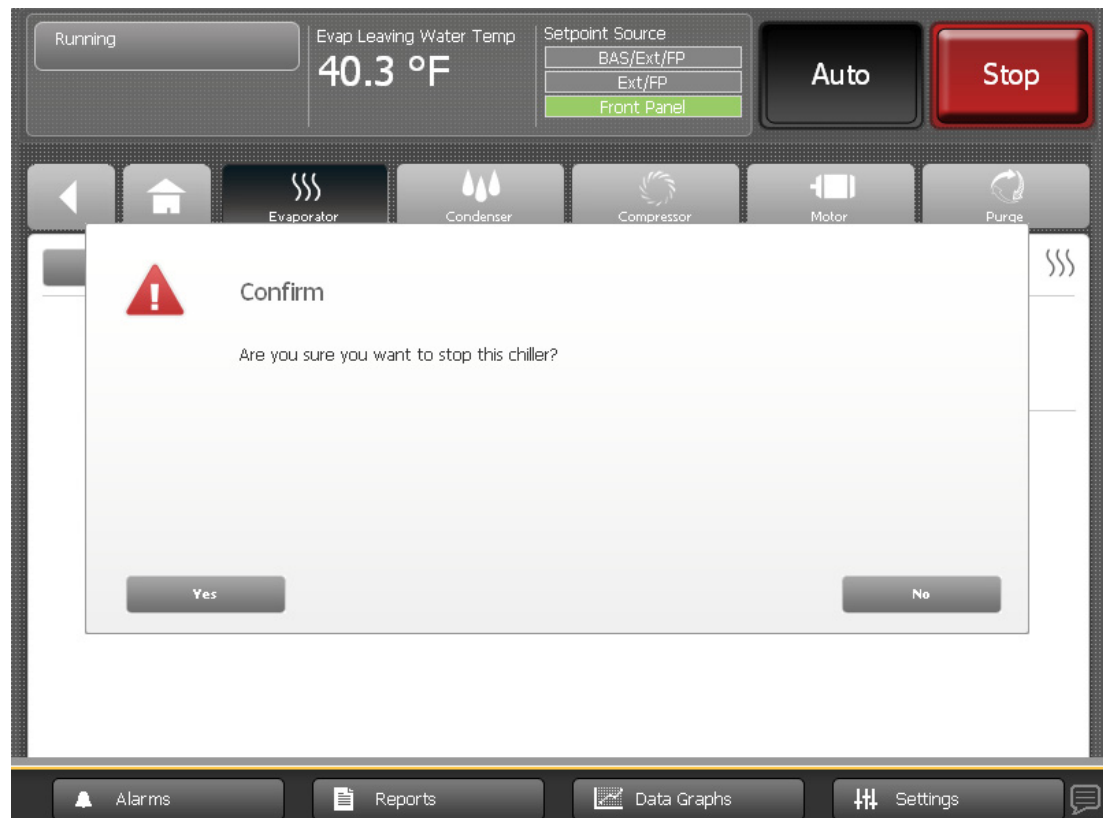 Running
Evap Leaving Water Temp
40.3 °F
Setpoint Source
BAS/Ext/FP
Ext/FP
Front Panel
Auto
Stop
Evaporator
Condenser
Compressor
Motor
Purge
Confirm
Are you sure you want to stop this chiller?
Yes
No
Alarms
Reports
Data Graphs
Settings